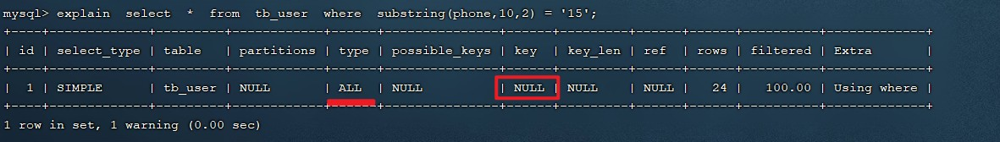 mysql> explain select * from tb_user where substring(phone,10,2) = '15';
+----+-------------+---------+------------+------+---------------+------+---------+------+------+----------+-------------+
| id | select_type | table | partitions | type | possible_keys | key | key_len | ref | rows | filtered | Extra |
+----+-------------+---------+------------+------+---------------+------+---------+------+------+----------+-------------+
| 1 | SIMPLE | tb_user | NULL | ALL | NULL | NULL | NULL | NULL | 24 | 100.00 | Using where |
+----+-------------+---------+------------+------+---------------+------+---------+------+------+----------+-------------+
1 row in set, 1 warning (0.00 sec)